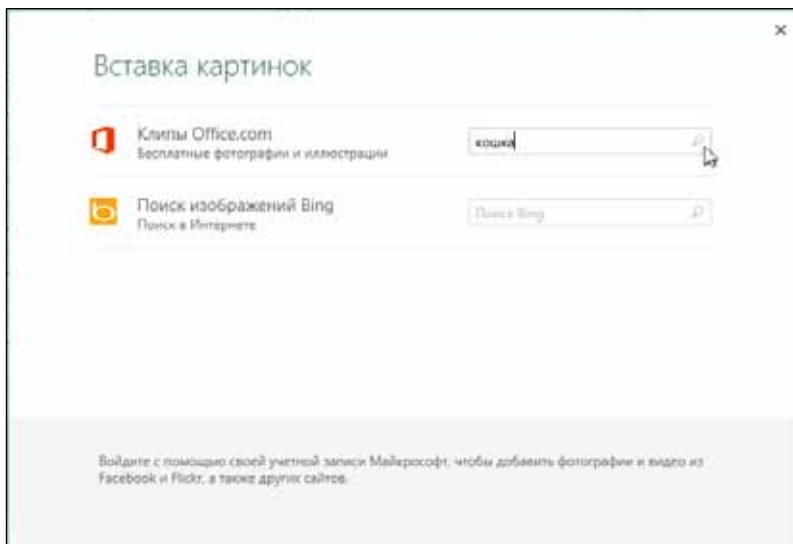 Вставка картинок
Клипы Office.com
Бесплатные фотографии и иллюстрации
кошка
Поиск изображений Bing
Поиск в Интернете
Поиск Bing
Войдите с помощью своей учетной записи Майкрософт, чтобы добавить фотографии и видео из
Facebook и Flickr, а также других сайтов.